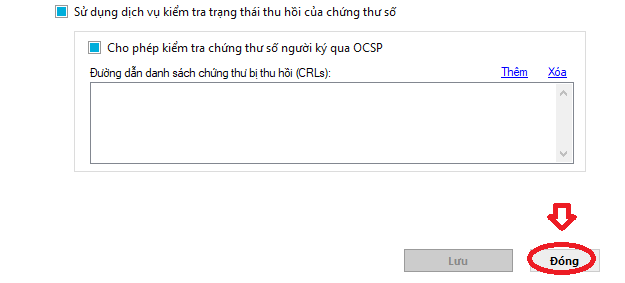 Sử dụng dịch vụ kiểm tra trạng thái thu hồi của chứng thư số
Cho phép kiểm tra chứng thư số người ký qua OCSP
Đường dẫn danh sách chứng thư bị thu hồi (CRLs): Thêm Xóa
Lưu Đóng